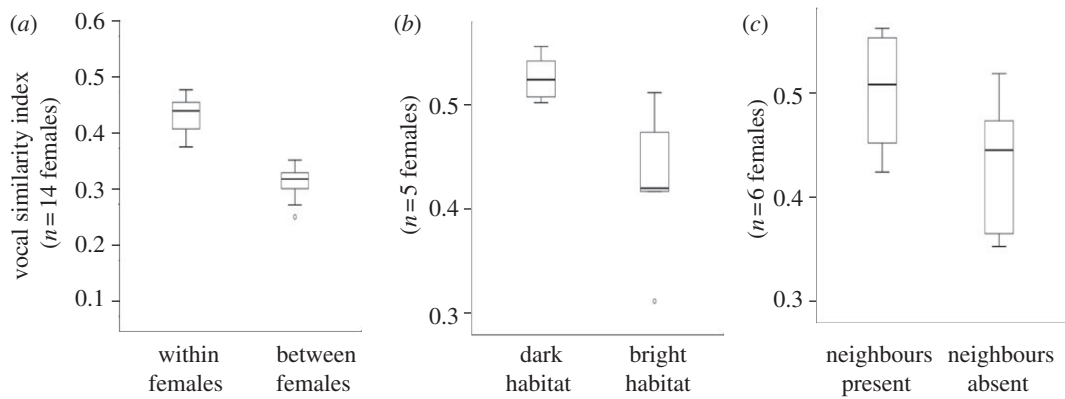 (a)
vocal similarity index
(n=14 females)
0.6
0.5
0.4
0.3
0.2
0.1
within
females
between
females
(b)
(n=5 females)
0.5
0.4
0.3
dark
habitat
bright
habitat
(c)
(n=6 females)
0.5
0.4
0.3
neighbours
present
neighbours
absent